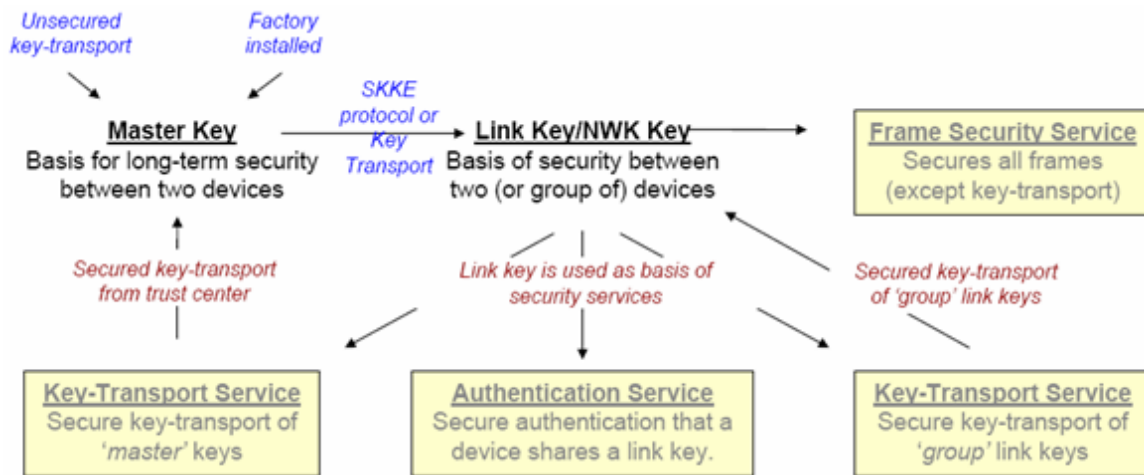 Unsecured
key-transport
Factory
installed
SKKE
protocol or
Key
Transport
Master Key
Basis for long-term security
between two devices
Link Key/NWK Key
Basis of security between
two (or group of) devices
Frame Security Service
Secures all frames
(except key-transport)
Secured key-transport
from trust center
Link key is used as basis of
security services
Secured key-transport
of ‘group’ link keys
Key-Transport Service
Secure key-transport of
‘master’ keys
Authentication Service
Secure authentication that a
device shares a link key.
Key-Transport Service
Secure key-transport of
‘group’ link keys